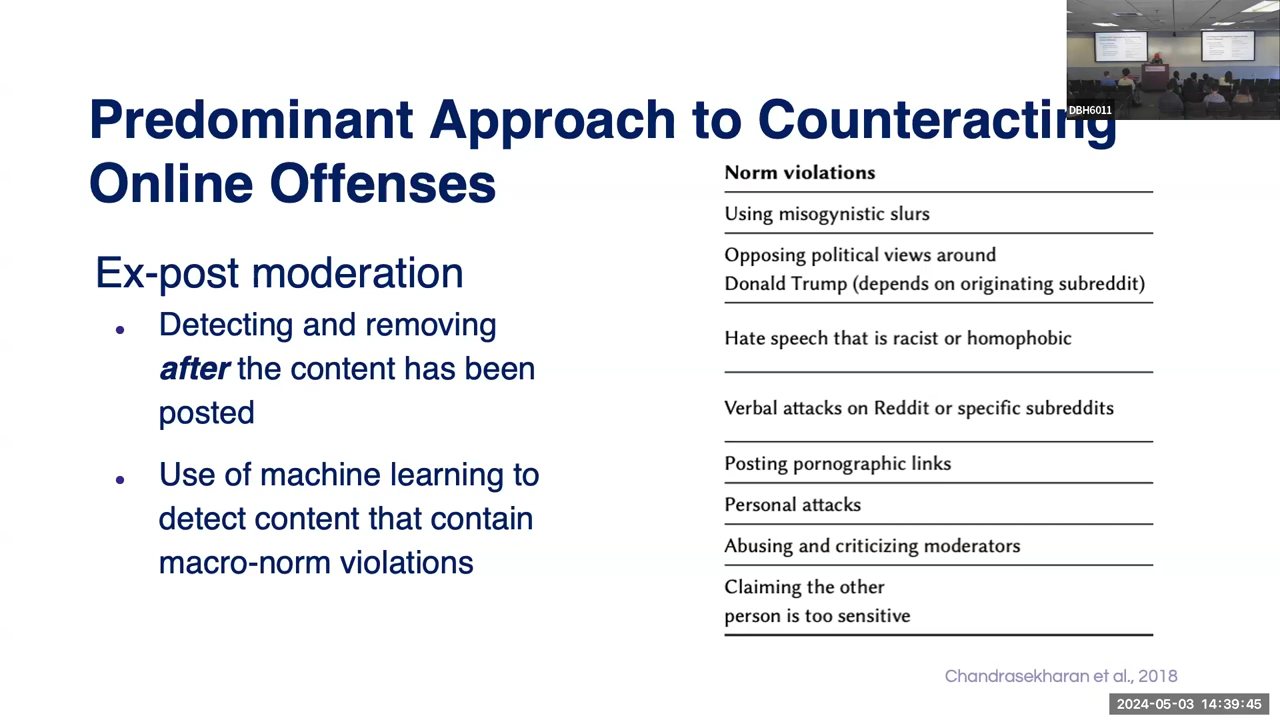 Predominant Approach to Counteracting
Online Offenses
Ex-post moderation
• Detecting and removing
after the content has been
posted
• Use of machine learning to
detect content that contain
macro-norm violations
Norm violations
Using misogynistic slurs
Opposing political views around
Donald Trump (depends on originating subreddit)
Hate speech that is racist or homophobic
Verbal attacks on Reddit or specific subreddits
Posting pornographic links
Personal attacks
Abusing and criticizing moderators
Claiming the other
person is too sensitive
Chandrasekharan et al., 2018
DBH6011
2024-05-03 14:39:45